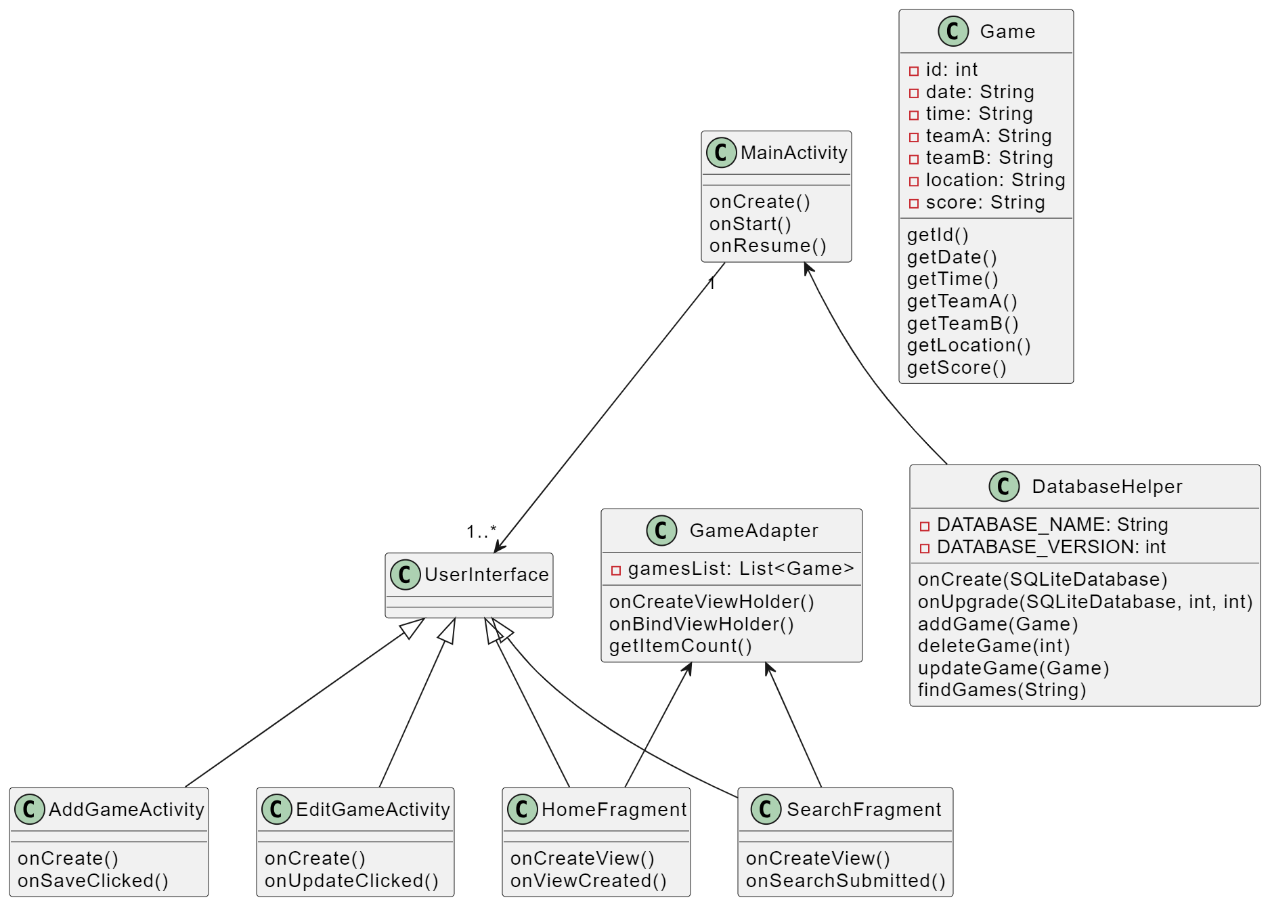 C Game
id: int
date: String
time: String
teamA: String
teamB: String
location: String
score: String
getId()
getDate()
getTime()
getTeamA()
getTeamB()
getLocation()
getScore()
C MainActivity
onCreate()
onStart()
onResume()
1
1..*
C DatabaseHelper
DATABASE_NAME: String
DATABASE_VERSION: int
onCreate(SQLiteDatabase)
onUpgrade(SQLiteDatabase, int, int)
addGame(Game)
deleteGame(int)
updateGame(Game)
findGames(String)
C GameAdapter
gamesList: List<Game>
onCreateViewHolder()
onBindViewHolder()
getItemCount()
C UserInterface
C AddGameActivity
onCreate()
onSaveClicked()
C EditGameActivity
onCreate()
onUpdateClicked()
C HomeFragment
onCreateView()
onViewCreated()
C SearchFragment
onCreateView()
onSearchSubmitted()